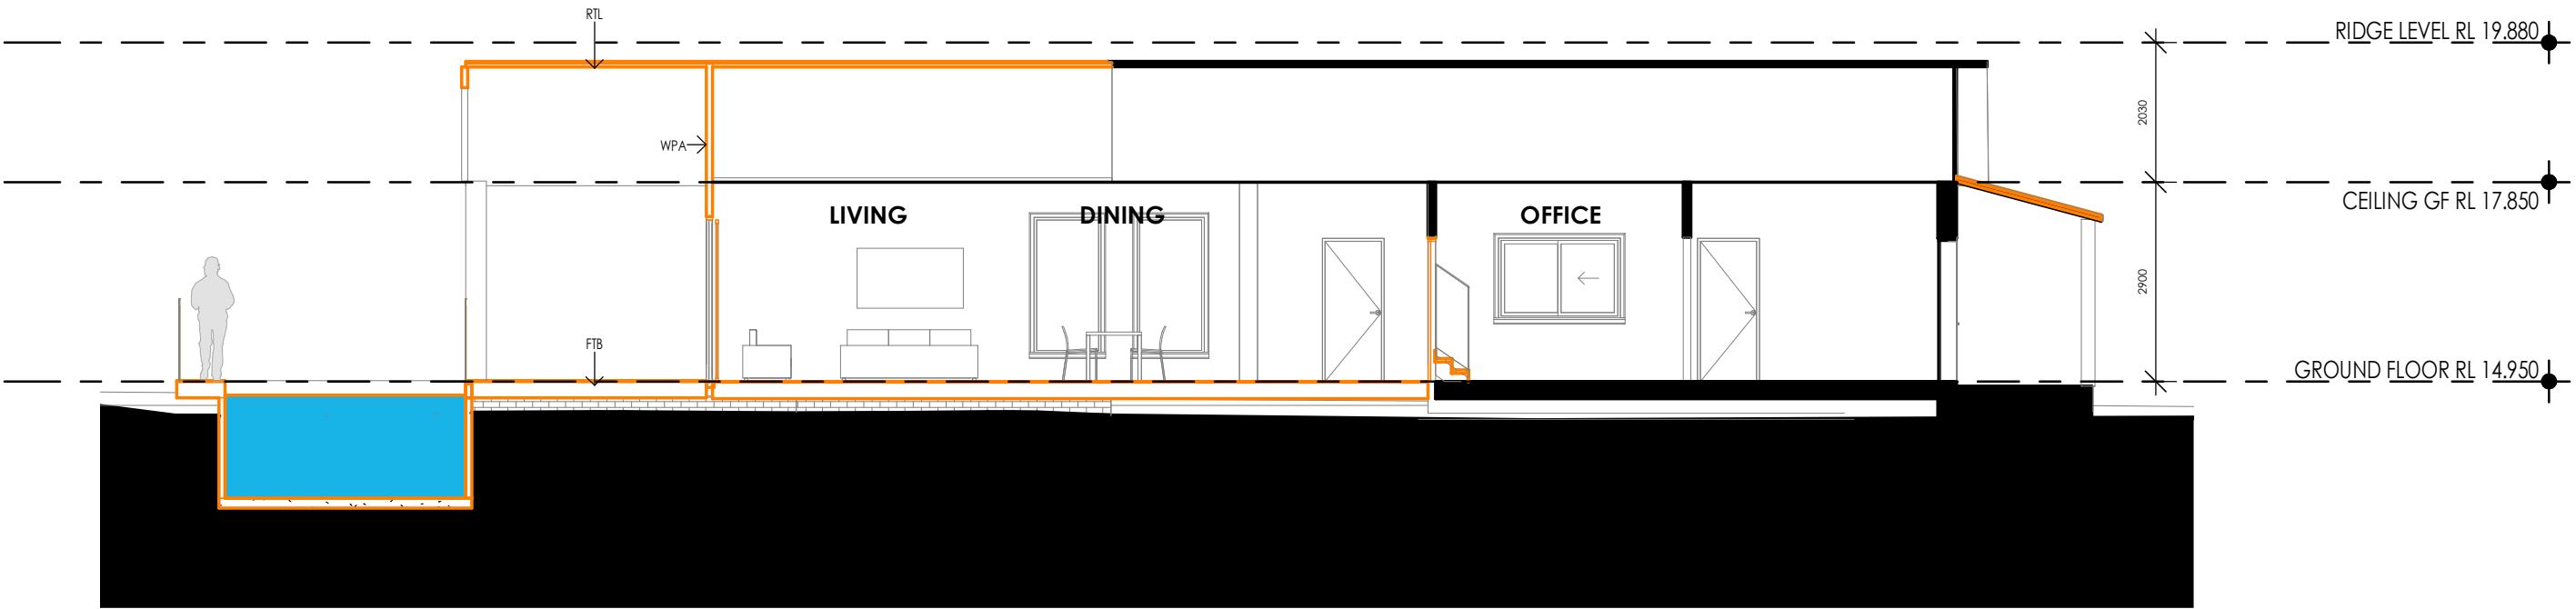 RTL
RIDGE LEVEL RL 19.880
2030
WPA
CEILING GF RL 17.850
LIVING
DINING
OFFICE
2900
FTB
GROUND FLOOR RL 14.950